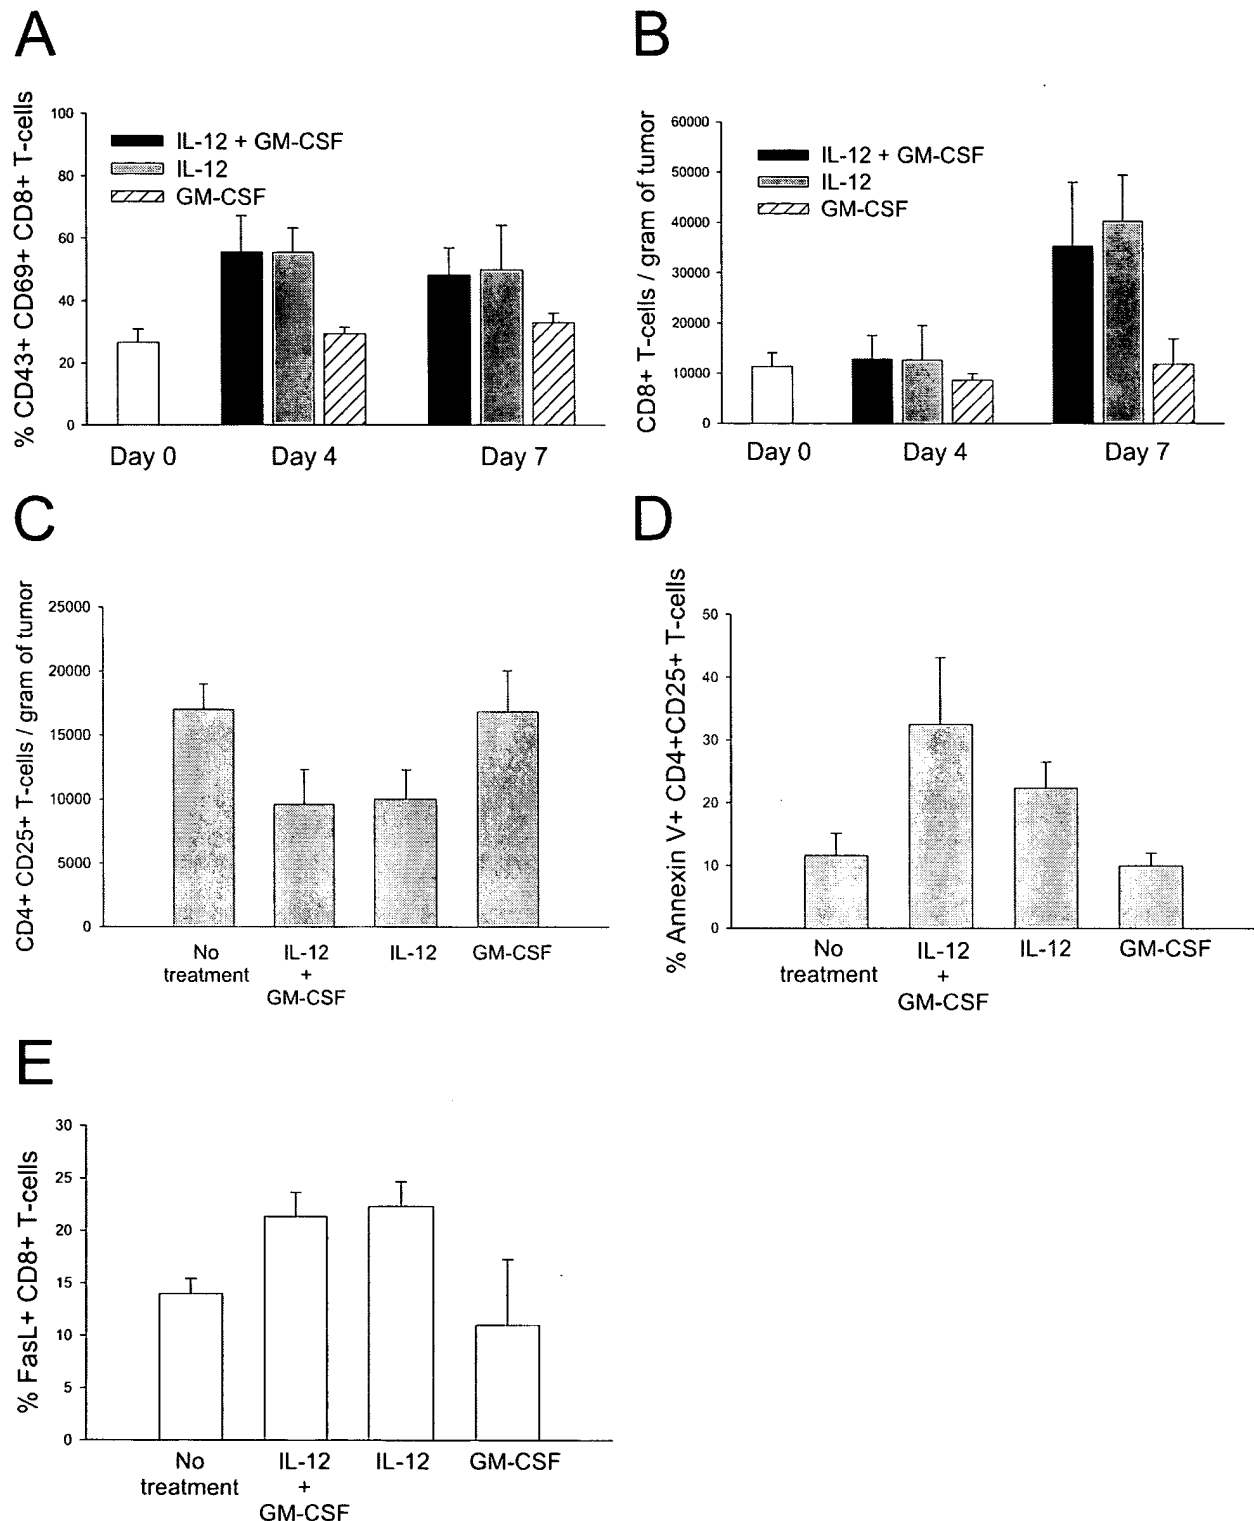 A
% CD43+ CD69+ CD8+ T-cells
100
80
60
40
20
0
IL-12 + GM-CSF
IL-12
GM-CSF
Day 0
Day 4
Day 7
B
CD8+ T-cells / gram of tumor
60000
50000
40000
30000
20000
10000
0
IL-12 + GM-CSF
IL-12
GM-CSF
Day 0
Day 4
Day 7
C
CD4+ CD25+ T-cells / gram of tumor
25000
20000
15000
10000
5000
0
No
treatment
IL-12
+
GM-CSF
IL-12
GM-CSF
D
% Annexin V+ CD4+CD25+ T-cells
50
40
30
20
10
0
No
treatment
IL-12
+
GM-CSF
IL-12
GM-CSF
E
% FasL+ CD8+ T-cells
30
25
20
15
10
5
0
No
treatment
IL-12
+
GM-CSF
IL-12
GM-CSF